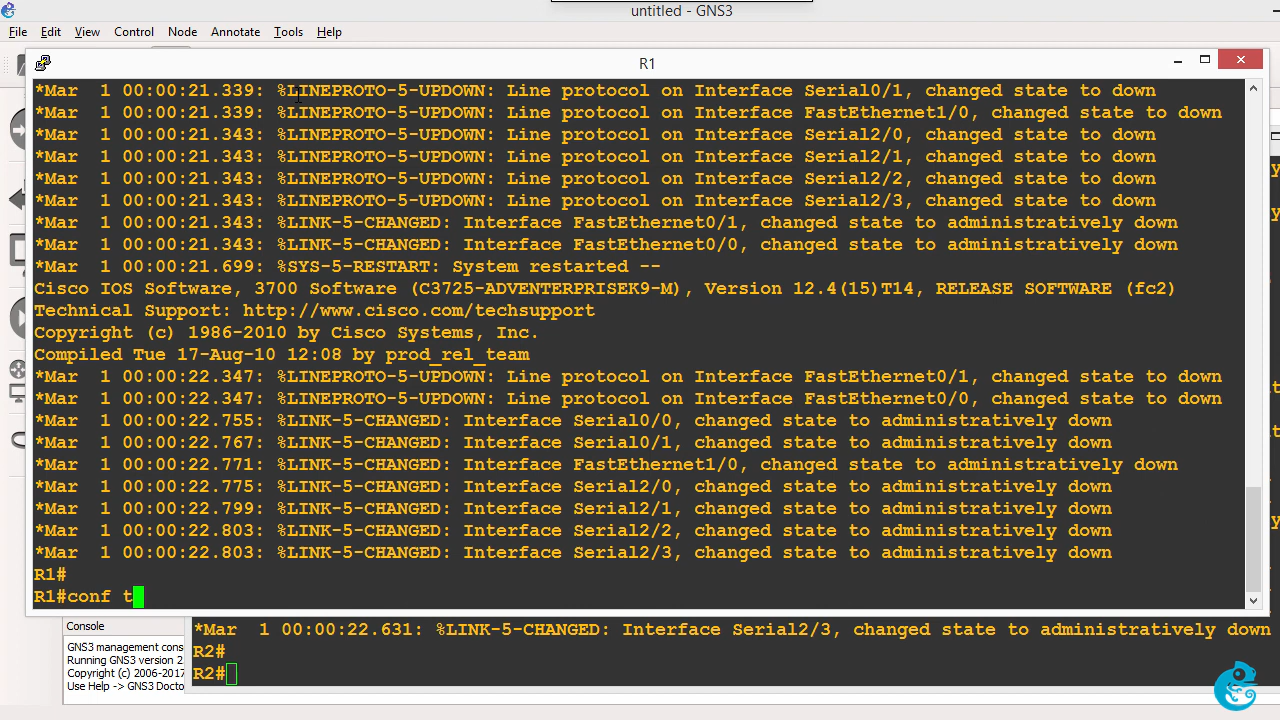 untitled - GNS3
File Edit View Control Node Annotate Tools Help
R1
*Mar  1 00:00:21.339: %LINEPROTO-5-UPDOWN: Line protocol on Interface Serial0/1, changed state to down
*Mar  1 00:00:21.339: %LINEPROTO-5-UPDOWN: Line protocol on Interface FastEthernet1/0, changed state to down
*Mar  1 00:00:21.343: %LINEPROTO-5-UPDOWN: Line protocol on Interface Serial2/0, changed state to down
*Mar  1 00:00:21.343: %LINEPROTO-5-UPDOWN: Line protocol on Interface Serial2/1, changed state to down
*Mar  1 00:00:21.343: %LINEPROTO-5-UPDOWN: Line protocol on Interface Serial2/2, changed state to down
*Mar  1 00:00:21.343: %LINEPROTO-5-UPDOWN: Line protocol on Interface Serial2/3, changed state to down
*Mar  1 00:00:21.343: %LINK-5-CHANGED: Interface FastEthernet0/1, changed state to administratively down
*Mar  1 00:00:21.343: %LINK-5-CHANGED: Interface FastEthernet0/0, changed state to administratively down
*Mar  1 00:00:21.699: %SYS-5-RESTART: System restarted --
Cisco IOS Software, 3700 Software (C3725-ADVENTERPRISEK9-M), Version 12.4(15)T14, RELEASE SOFTWARE (fc2)
Technical Support: http://www.cisco.com/techsupport
Copyright (c) 1986-2010 by Cisco Systems, Inc.
Compiled Tue 17-Aug-10 12:08 by prod_rel_team
*Mar  1 00:00:22.347: %LINEPROTO-5-UPDOWN: Line protocol on Interface FastEthernet0/1, changed state to down
*Mar  1 00:00:22.347: %LINEPROTO-5-UPDOWN: Line protocol on Interface FastEthernet0/0, changed state to down
*Mar  1 00:00:22.755: %LINK-5-CHANGED: Interface Serial0/0, changed state to administratively down
*Mar  1 00:00:22.767: %LINK-5-CHANGED: Interface Serial0/1, changed state to administratively down
*Mar  1 00:00:22.771: %LINK-5-CHANGED: Interface FastEthernet1/0, changed state to administratively down
*Mar  1 00:00:22.775: %LINK-5-CHANGED: Interface Serial2/0, changed state to administratively down
*Mar  1 00:00:22.799: %LINK-5-CHANGED: Interface Serial2/1, changed state to administratively down
*Mar  1 00:00:22.803: %LINK-5-CHANGED: Interface Serial2/2, changed state to administratively down
*Mar  1 00:00:22.803: %LINK-5-CHANGED: Interface Serial2/3, changed state to administratively down
R1#
R1#conf t
Console
GNS3 management cons
Running GNS3 version 2
Copyright (c) 2006-2017
Use Help -> GNS3 Docto
*Mar  1 00:00:22.631: %LINK-5-CHANGED: Interface Serial2/3, changed state to administratively down
R2#
R2#